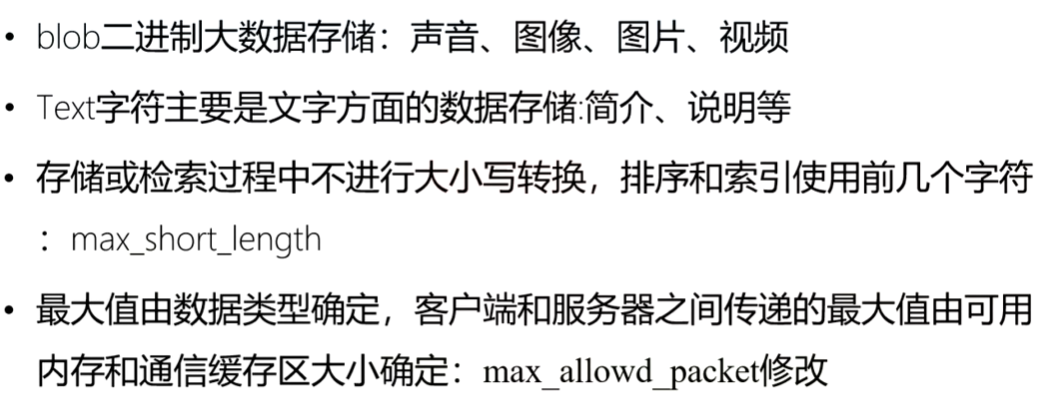 • blob二进制大数据存储：声音、图像、图片、视频
• Text字符主要是文字方面的数据存储:简介、说明等
• 存储或检索过程中不进行大小写转换，排序和索引使用前几个字符
：max_short_length
• 最大值由数据类型确定，客户端和服务器之间传递的最大值由可用
内存和通信缓存区大小确定：max_allowd_packet修改